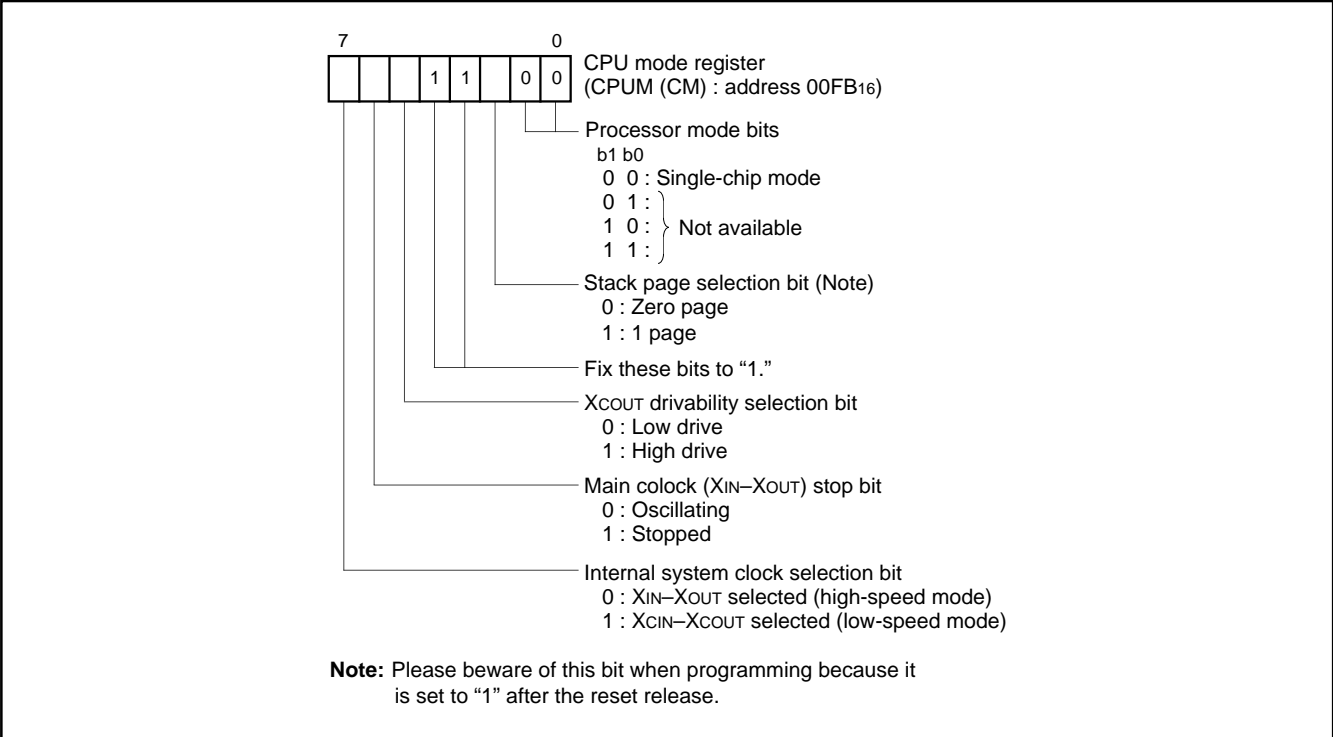 7 0
1 1 0 0
CPU mode register
(CPUM (CM) : address 00FB16)
Processor mode bits
b1 b0
0 0 : Single-chip mode
0 1 :
1 0 : Not available
1 1 :
Stack page selection bit (Note)
0 : Zero page
1 : 1 page
Fix these bits to “1.”
XCOUT drivability selection bit
0 : Low drive
1 : High drive
Main colock (XIN–XOUT) stop bit
0 : Oscillating
1 : Stopped
Internal system clock selection bit
0 : XIN–XOUT selected (high-speed mode)
1 : XCIN–XCOUT selected (low-speed mode)
Note: Please beware of this bit when programming because it
is set to “1” after the reset release.